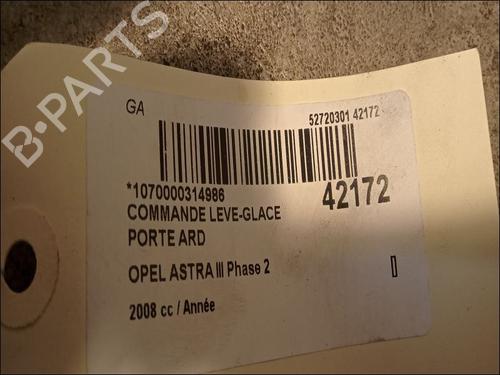 B-PARTS
GA
52720301 42172
*1070000314986
42172
COMMANDE LEVE-GLACE
PORTE ARD
OPEL ASTRA III Phase 2
2008 cc / Année